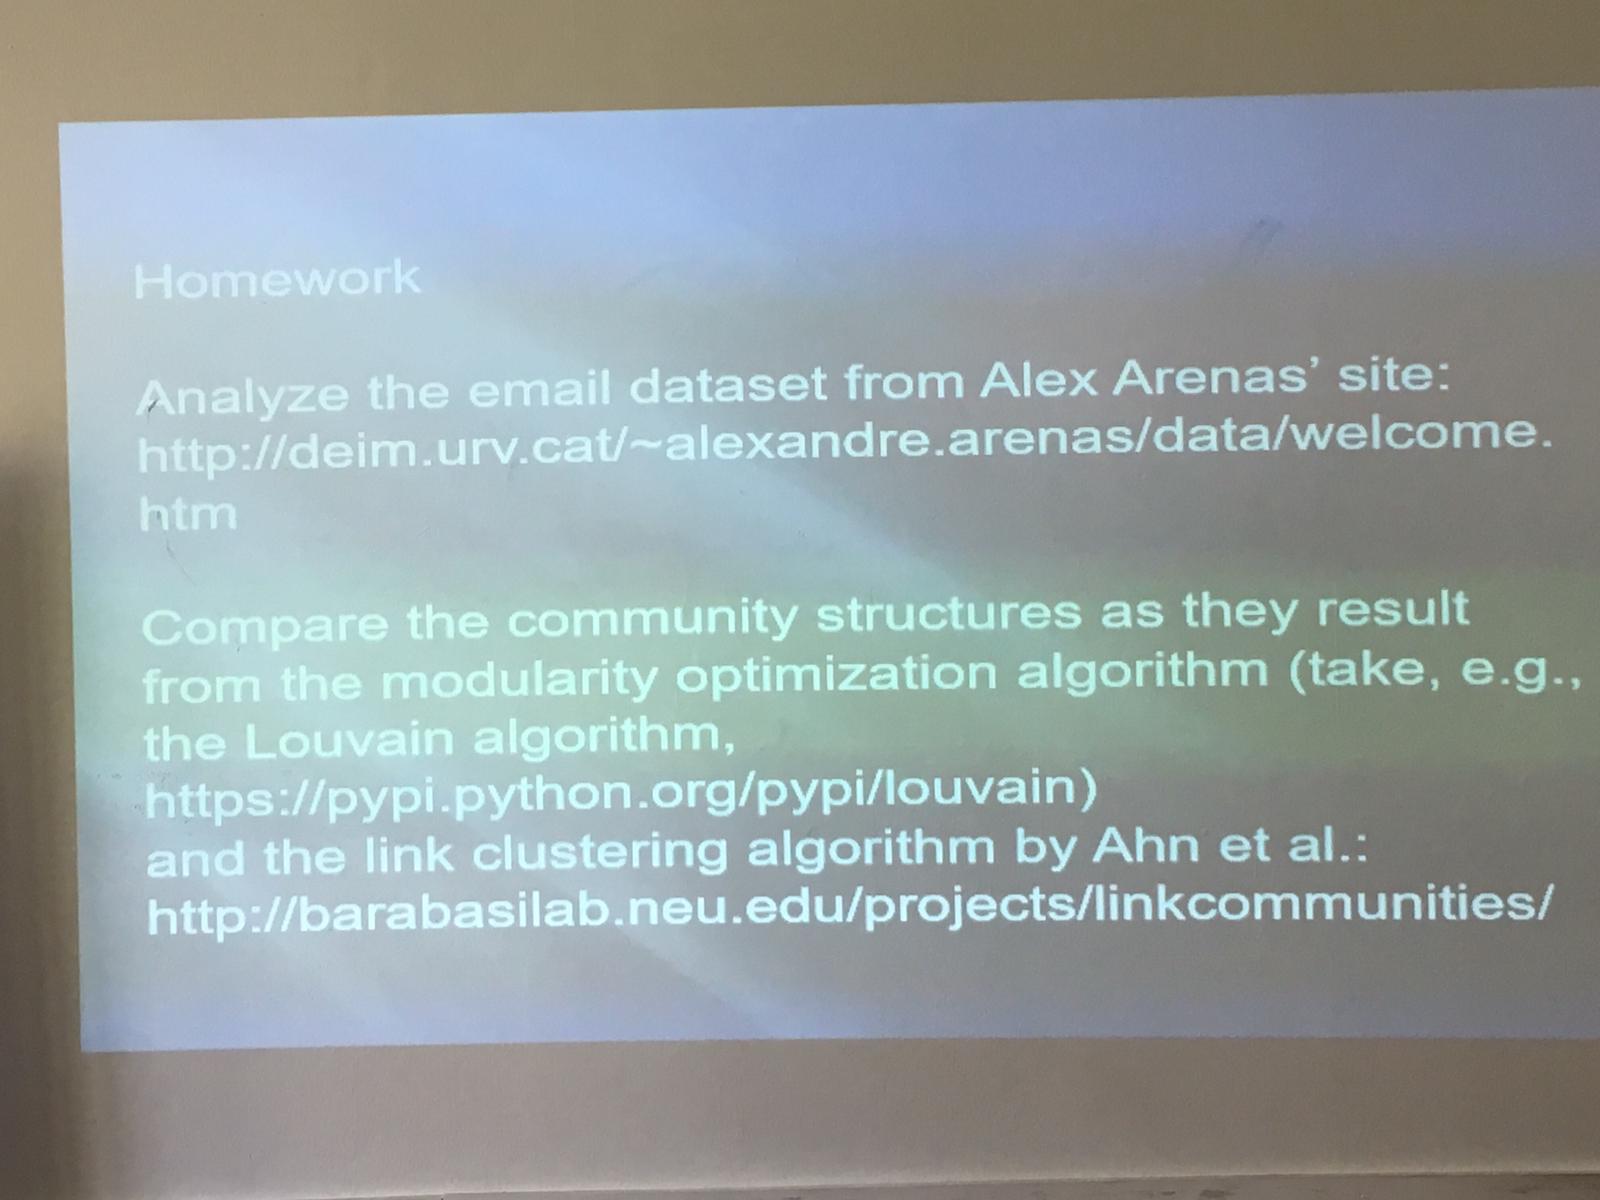 Homework
Analyze the email dataset from Alex Arenas’ site:
http://deim.urv.cat/~alexandre.arenas/data/welcome.
htm
Compare the community structures as they result
from the modularity optimization algorithm (take, e.g.,
the Louvain algorithm,
https://pypi.python.org/pypi/louvain)
and the link clustering algorithm by Ahn et al.:
http://barabasilab.neu.edu/projects/linkcommunities/